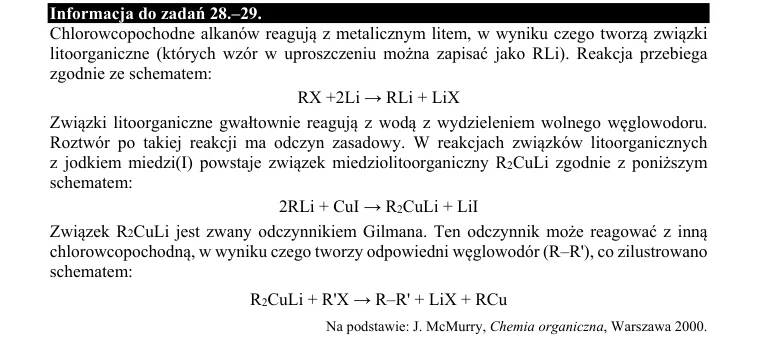 Informacja do zadań 28.–29.
Chlorowcopochodne alkanów reagują z metalicznym litem, w wyniku czego tworzą związki
litoorganiczne (których wzór w uproszczeniu można zapisać jako RLi). Reakcja przebiega
zgodnie ze schematem:
RX +2Li → RLi + LiX
Związki litoorganiczne gwałtownie reagują z wodą z wydzieleniem wolnego węglowodoru.
Roztwór po takiej reakcji ma odczyn zasadowy. W reakcjach związków litoorganicznych
z jodkiem miedzi(I) powstaje związek miedziolitoorganiczny R₂CuLi zgodnie z poniższym
schematem:
2RLi + CuI → R₂CuLi + LiI
Związek R₂CuLi jest zwany odczynnikiem Gilmana. Ten odczynnik może reagować z inną
chlorowcopochodną, w wyniku czego tworzy odpowiedni węglowodór (R–R'), co zilustrowano
schematem:
R₂CuLi + R'X → R–R' + LiX + RCu
Na podstawie: J. McMurry, Chemia organiczna, Warszawa 2000.